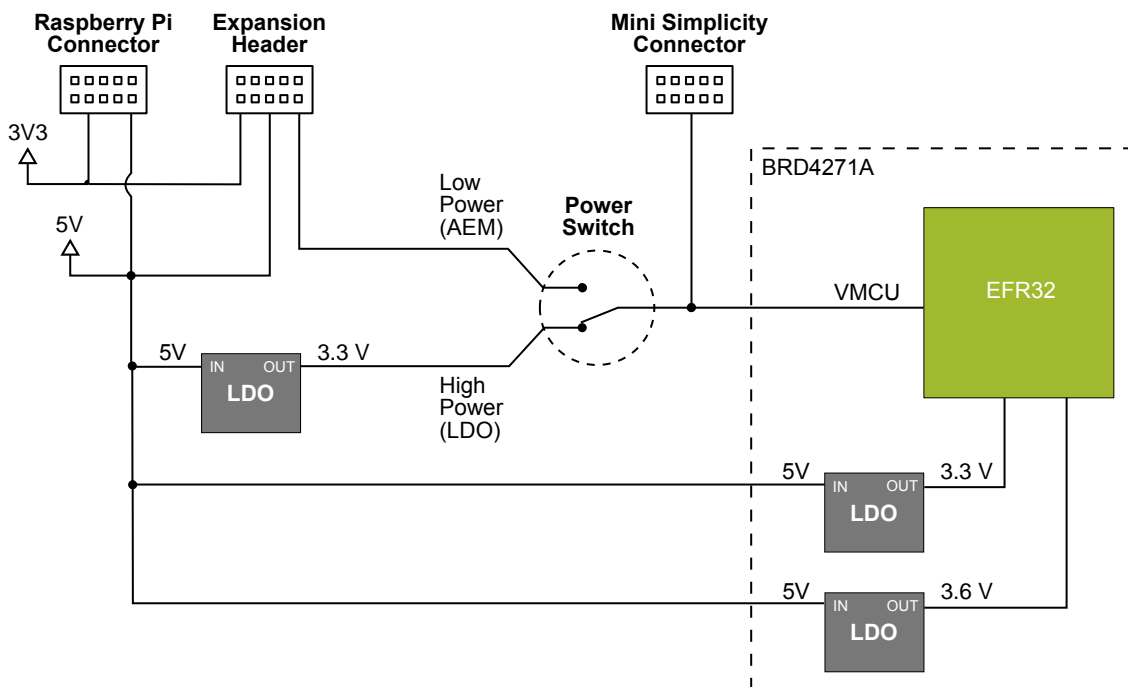 Raspberry Pi
Connector
Expansion
Header
Mini Simplicity
Connector
3V3
BRD4271A
Low
Power
(AEM)
Power
Switch
5V
VMCU
EFR32
5V
IN
OUT
LDO
3.3 V
High
Power
(LDO)
5V
IN
OUT
LDO
3.3 V
5V
IN
OUT
LDO
3.6 V